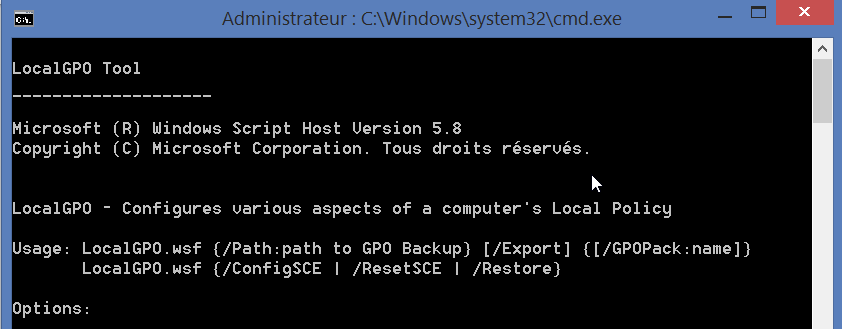 Administrateur : C:\Windows\system32\cmd.exe
C:\.
LocalGPO Tool
--------------------
Microsoft (R) Windows Script Host Version 5.8
Copyright (C) Microsoft Corporation. Tous droits réservés.
LocalGPO - Configures various aspects of a computer's Local Policy
Usage: LocalGPO.wsf {/Path:path to GPO Backup} [/Export] {[/GPOPack:name]}
LocalGPO.wsf {/ConfigSCE | /ResetSCE | /Restore}
Options: